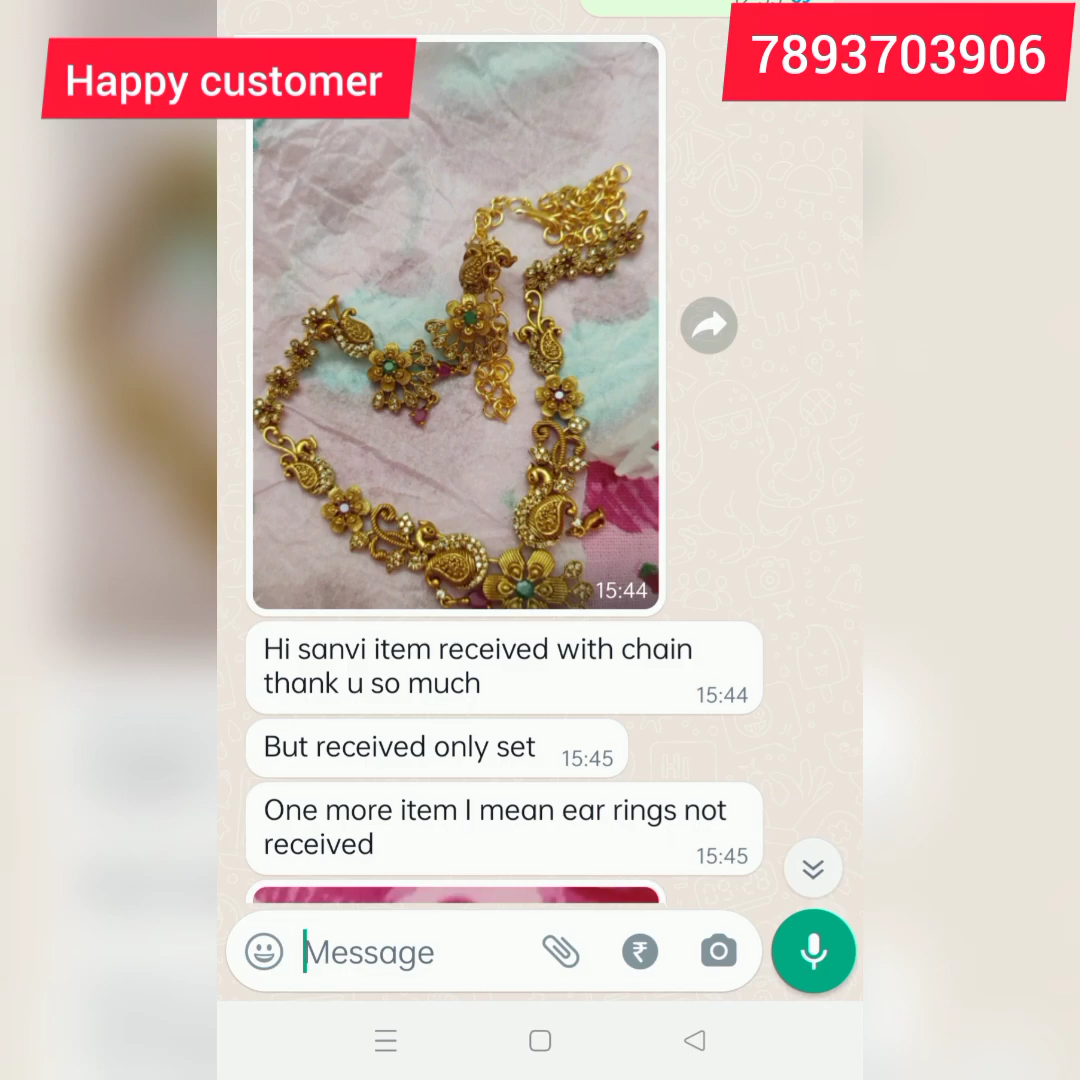 Happy customer
7893703906
15:44
Hi sanvi item received with chain
thank u so much
15:44
But received only set
15:45
One more item I mean ear rings not
received
15:45
Message